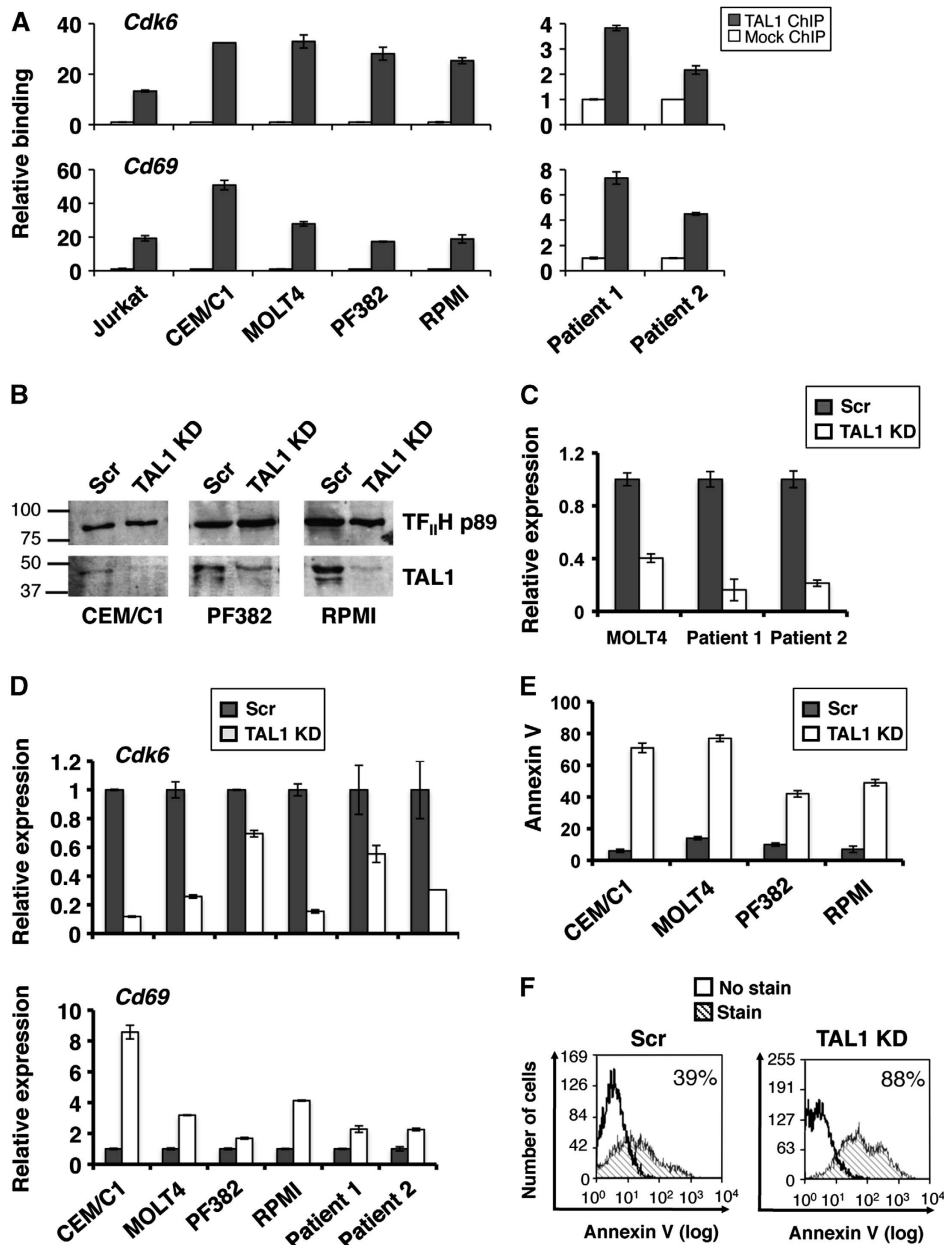 A
Cdk6
TAL1 ChIP
Mock ChIP
Relative binding
60
40
20
0
4
3
2
1
0
Cd69
60
40
20
0
8
6
4
2
0
Jurkat
CEM/C1
MOLT4
PF382
RPMI
Patient 1
Patient 2
B
Scr
TAL1 KD
Scr
TAL1 KD
Scr
TAL1 KD
100
75
TFIIH p89
50
37
TAL1
CEM/C1
PF382
RPMI
C
Scr
TAL1 KD
Relative expression
1.2
0.8
0.4
0
MOLT4
Patient 1
Patient 2
D
Scr
TAL1 KD
Cdk6
Relative expression
1.2
1
0.8
0.6
0.4
0.2
0
Cd69
Relative expression
10
8
6
4
2
0
CEM/C1
MOLT4
PF382
RPMI
Patient 1
Patient 2
E
Scr
TAL1 KD
Annexin V
100
80
60
40
20
0
CEM/C1
MOLT4
PF382
RPMI
F
No stain
Stain
Scr
TAL1 KD
Number of cells
169
126
84
42
0
39%
10⁰ 10¹ 10² 10³ 10⁴
Annexin V (log)
255
191
127
63
0
88%
10⁰ 10¹ 10² 10³ 10⁴
Annexin V (log)